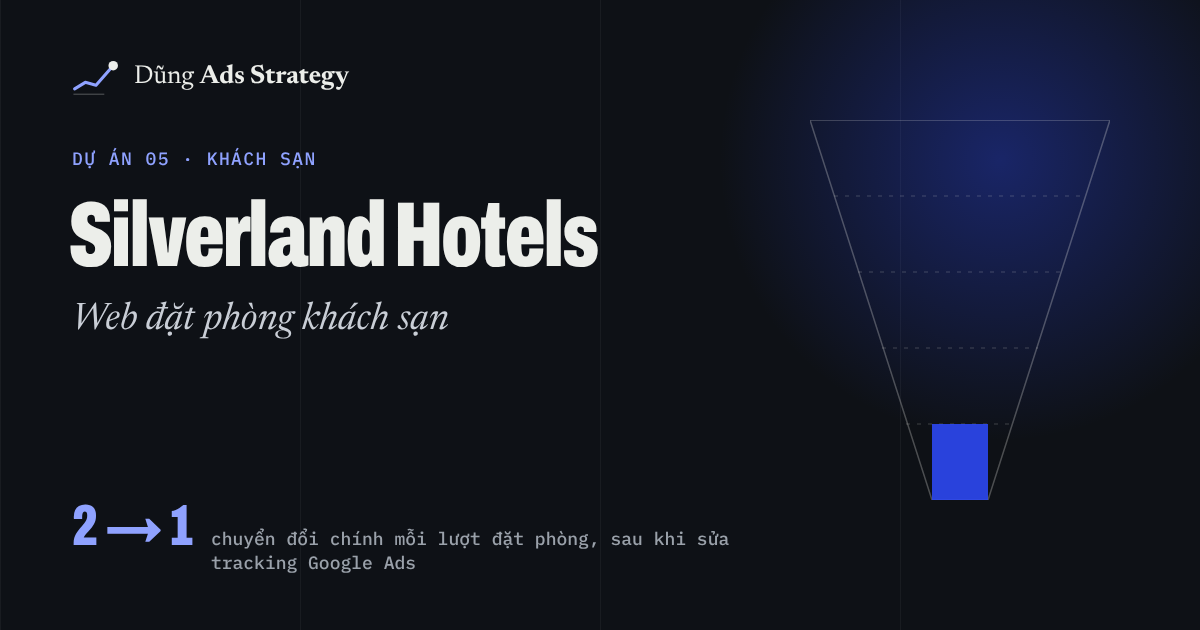 Dũng Ads Strategy
DỰ ÁN 05 · KHÁCH SẠN
Silverland Hotels
Web đặt phòng khách sạn
2→1 chuyển đổi chính mỗi lượt đặt phòng, sau khi sửa
tracking Google Ads